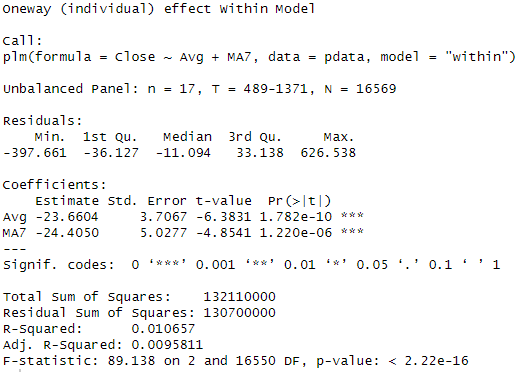 Oneway (individual) effect Within Model
Call:
plm(formula = Close ~ Avg + MA7, data = pdata, model = "within")
Unbalanced Panel: n = 17, T = 489-1371, N = 16569
Residuals:
Min. 1st Qu. Median 3rd Qu. Max.
-397.661 -36.127 -11.094 33.138 626.538
Coefficients:
Estimate Std. Error t-value Pr(>|t|)
Avg -23.6604 3.7067 -6.3831 1.782e-10 ***
MA7 -24.4050 5.0277 -4.8541 1.220e-06 ***
---
Signif. codes: 0 ‘***’ 0.001 ‘**’ 0.01 ‘*’ 0.05 ‘.’ 0.1 ‘ ’ 1
Total Sum of Squares: 132110000
Residual Sum of Squares: 130700000
R-Squared: 0.010657
Adj. R-Squared: 0.0095811
F-statistic: 89.138 on 2 and 16550 DF, p-value: < 2.22e-16